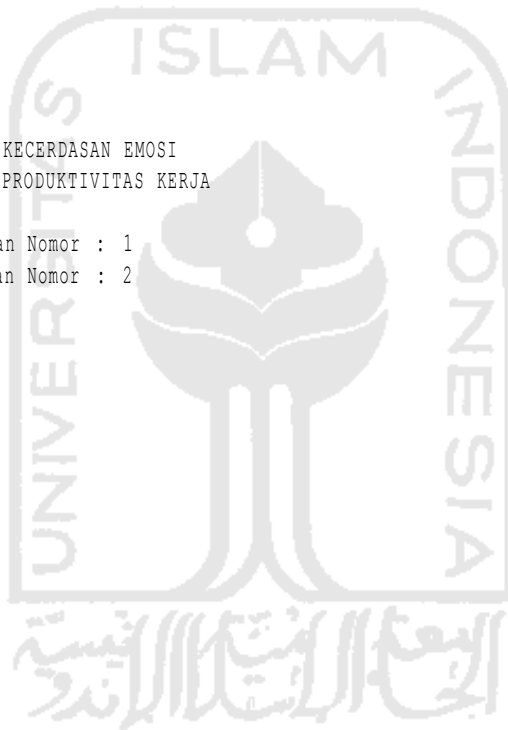 ISLAM
UNIVERSITAS
INDONESIA
KECERDASAN EMOSI
PRODUKTIVITAS KERJA
an Nomor : 1
an Nomor : 2